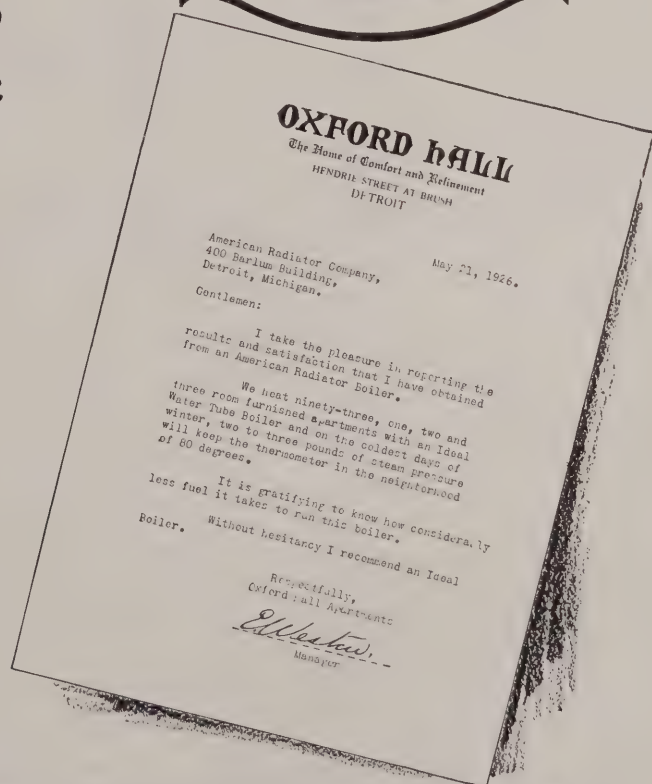 OXFORD HALL
The Home of Comfort and Refinement
HENDRIE STREET AT BRUSH
DETROIT
May 21, 1926.
American Radiator Company,
400 Barlum Building,
Detroit, Michigan.
Gentlemen:
I take the pleasure in reporting the
results and satisfaction that I have obtained
from an American Radiator Boiler.
We heat ninety-three, one, two and
three room furnished apartments with an Ideal
Water Tube Boiler and on the coldest days of
winter, two to three pounds of steam pressure
will keep the thermometer in the neighborhood
of 80 degrees.
It is gratifying to know how considerably
less fuel it takes to run this boiler.
Without hesitancy I recommend an Ideal
Boiler.
Respectfully,
Oxford Hall Apartments
E Weston.
Manager